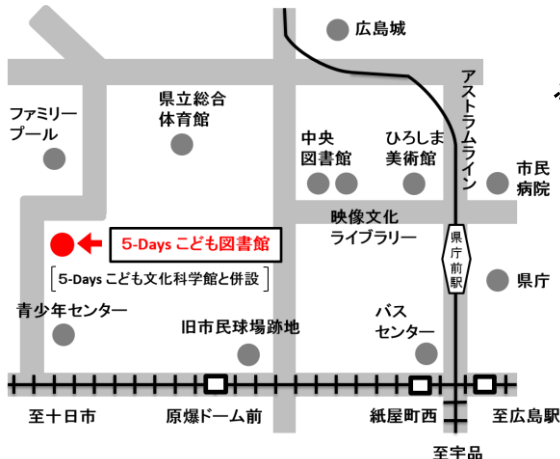 広島城
アストラムライン
ファミリー
プール
県立総合
体育館
中央
図書館
ひろしま
美術館
市民
病院
映像文化
ライブラリー
県庁前駅
5-Days こども図書館
[5-Days こども文化科学館と併設]
県庁
青少年センター
旧市民球場跡地
バス
センター
至十日市
原爆ドーム前
紙屋町西
至広島駅
至宇品